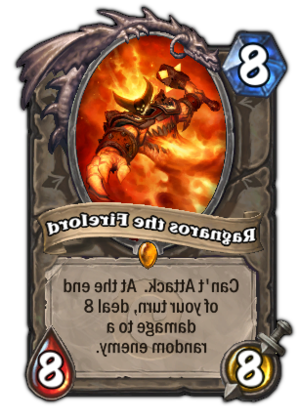 8
Ragnaros the Firelord
Can't Attack. At the end
of your turn, deal 8
damage to a
random enemy.
8
8